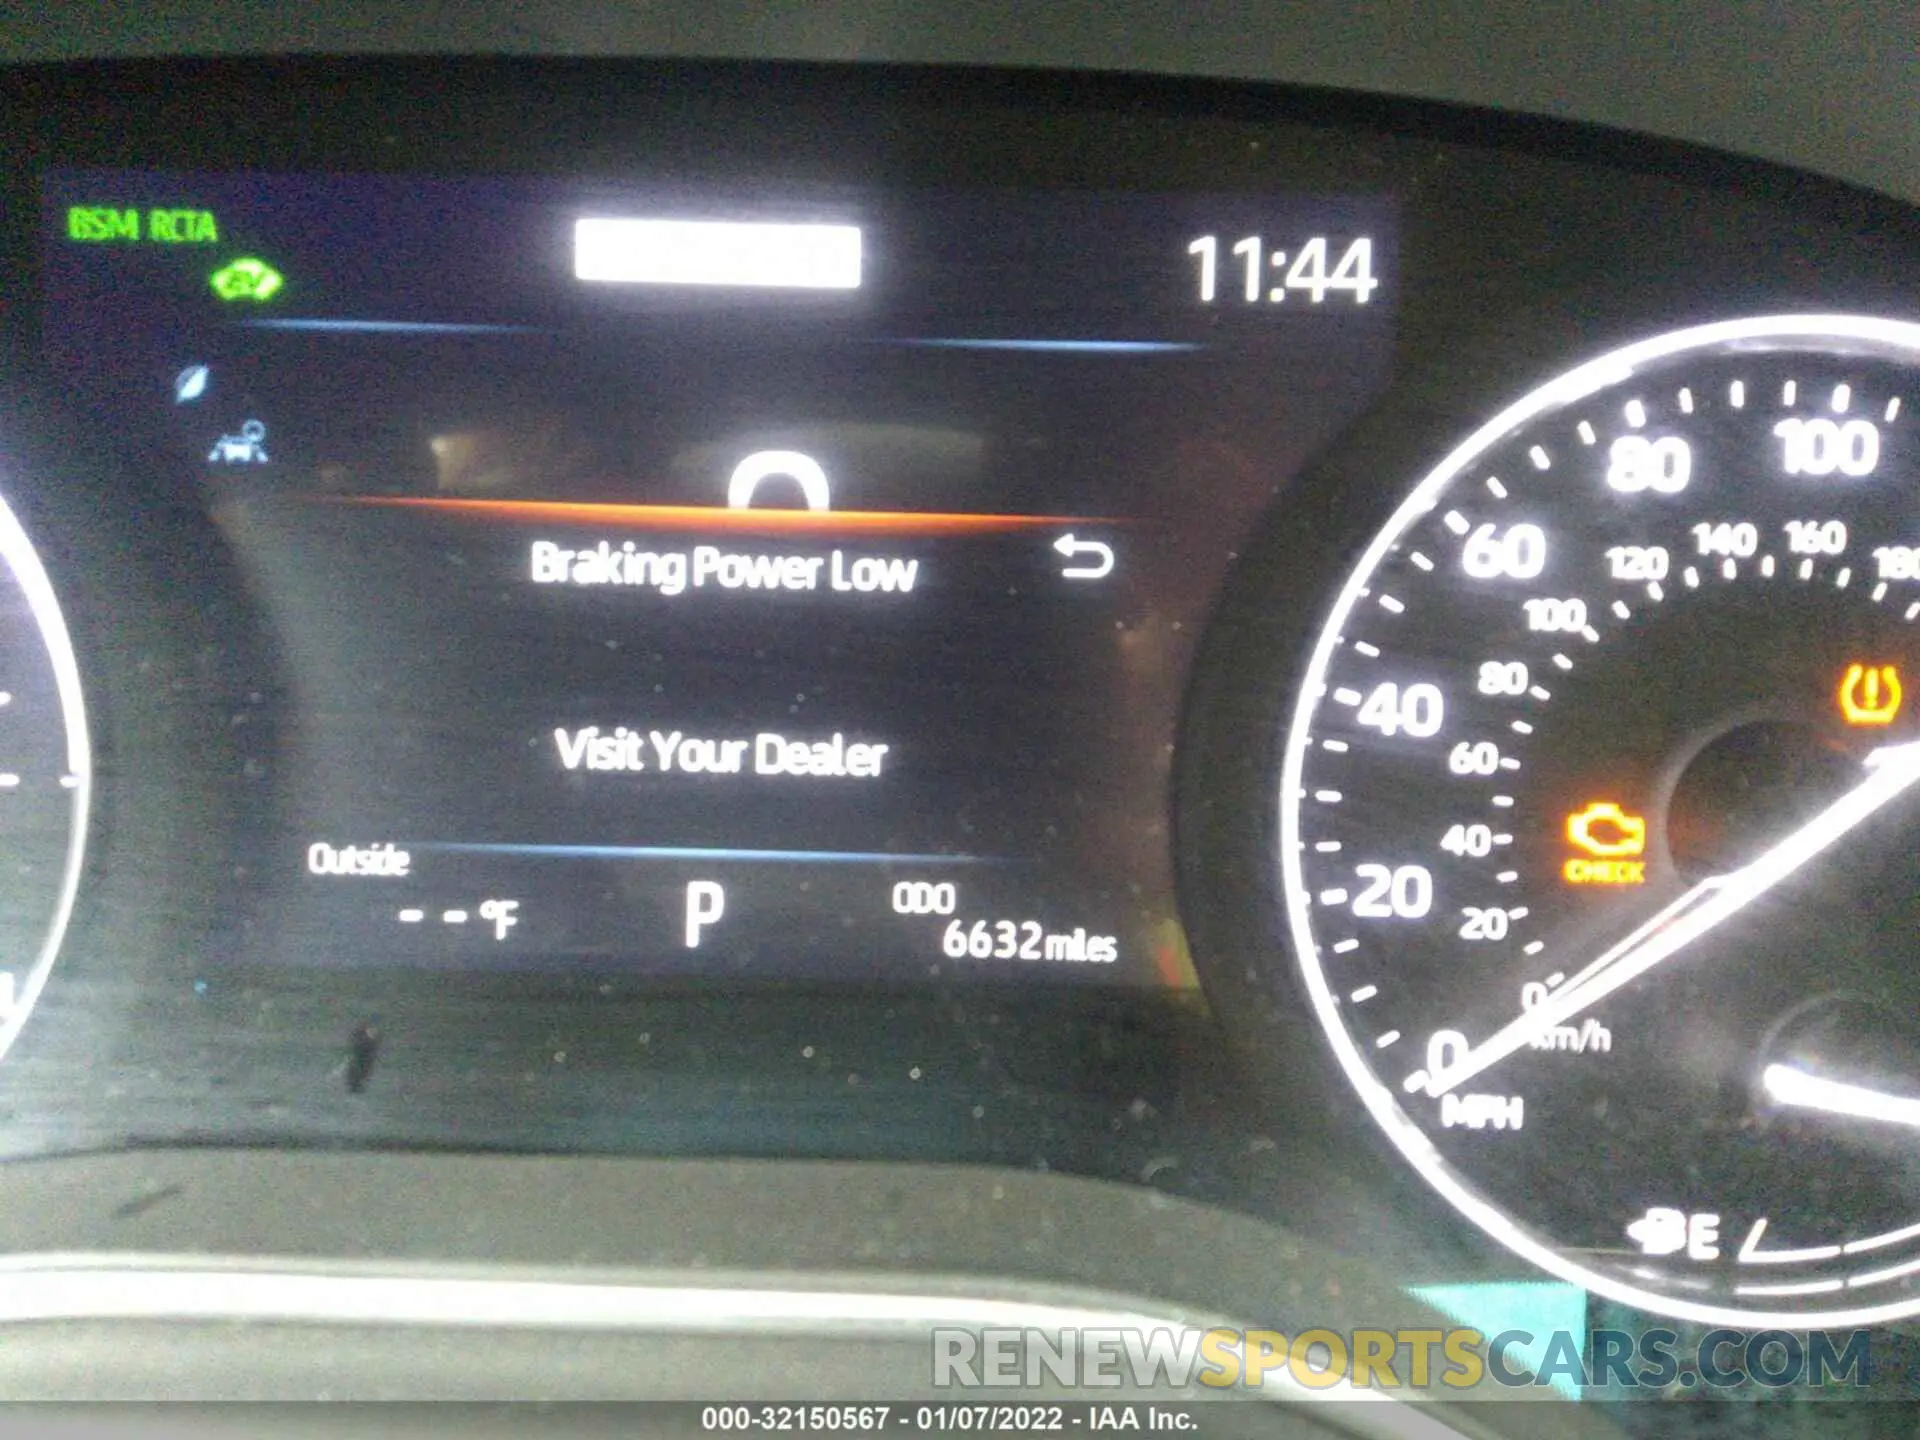 BSM RCTA
EV
11:44
Braking Power Low
Visit Your Dealer
Outside
- - °F
P
ODO
6632 miles
0 20 40 60 80 100
0 20 40 60 80 100 120 140 160 180
km/h
MPH
CHECK
E
RENEWSPORTSCARS.COM
000-32150567 - 01/07/2022 - IAA Inc.